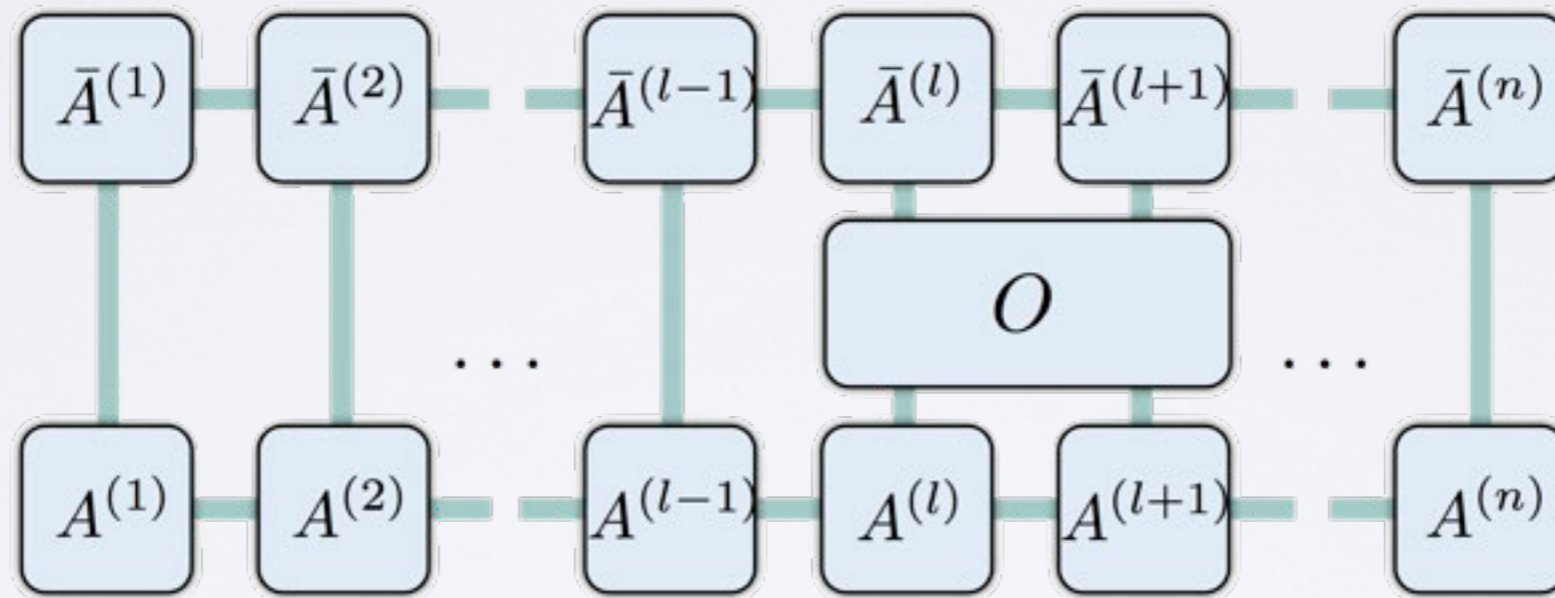 Ā^{(1)} Ā^{(2)} Ā^{(l−1)} Ā^{(l)} Ā^{(l+1)} Ā^{(n)}
O
··· ···
A^{(1)} A^{(2)} A^{(l−1)} A^{(l)} A^{(l+1)} A^{(n)}